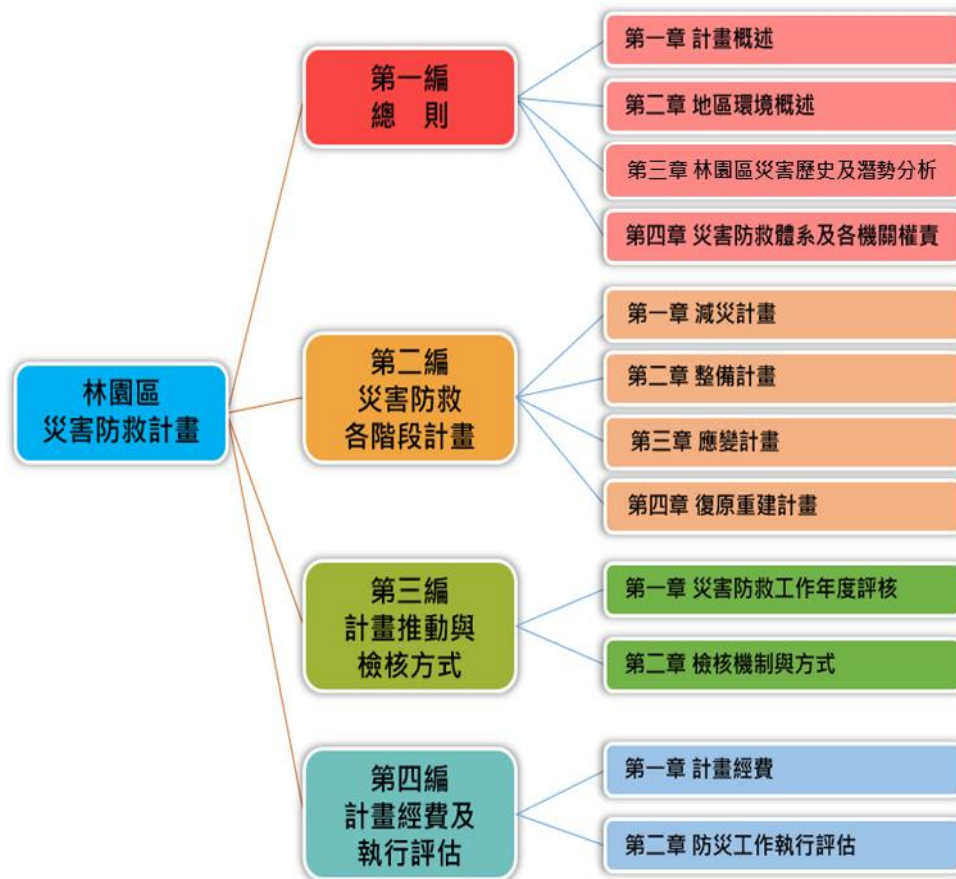 林園區
災害防救計畫
第一編
總　則
第一章 計畫概述
第二章 地區環境概述
第三章 林園區災害歷史及潛勢分析
第四章 災害防救體系及各機關權責
第二編
災害防救
各階段計畫
第一章 減災計畫
第二章 整備計畫
第三章 應變計畫
第四章 復原重建計畫
第三編
計畫推動與
檢核方式
第一章 災害防救工作年度評核
第二章 檢核機制與方式
第四編
計畫經費及
執行評估
第一章 計畫經費
第二章 防災工作執行評估